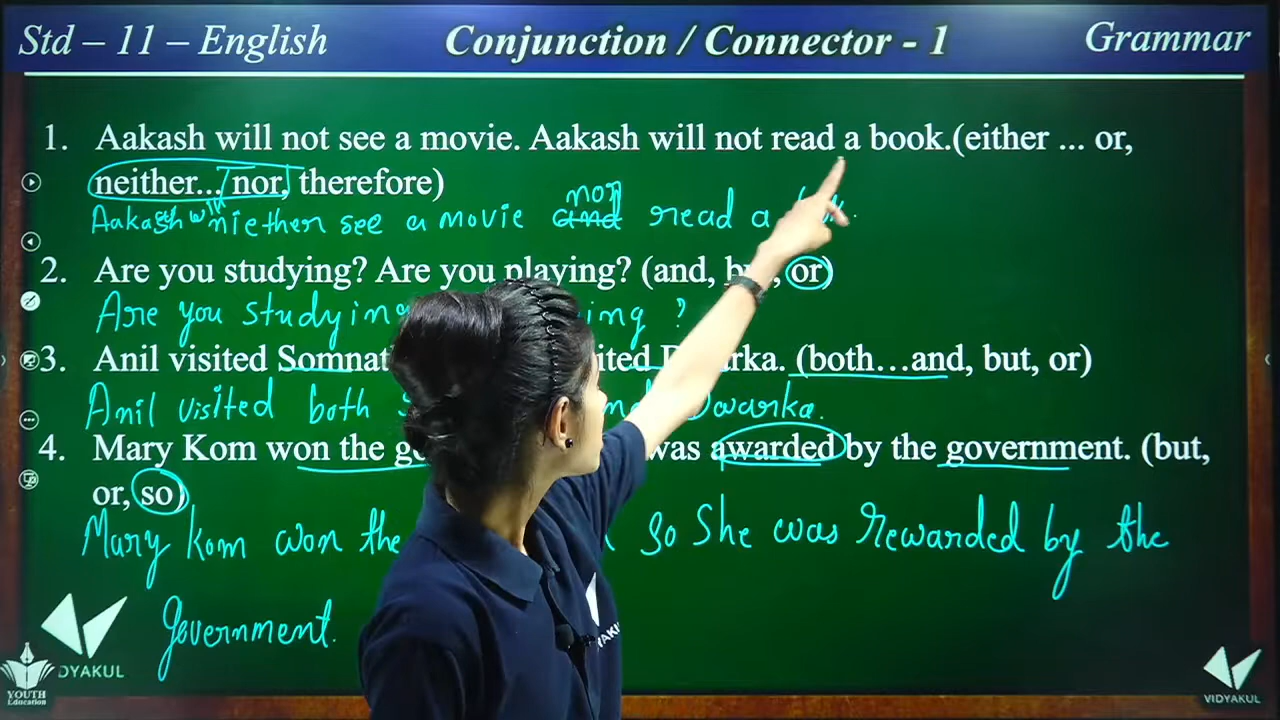 Std – 11 – English Conjunction / Connector - 1 Grammar
1. Aakash will not see a movie. Aakash will not read a book.(either ... or,
neither... nor, therefore)
nor
Aakash will niether see a movie and read a
2. Are you studying? Are you playing? (and, or)
Are you studying ?
3. Anil visited (both…and, but, or)
Anil visited both Dwarka.
4. Mary Kom won the was awarded by the government. (but,
or, so)
Mary Kom won the so She was rewarded by the
government.
DYAKUL
YOUTH
Education
VIDYAKUL